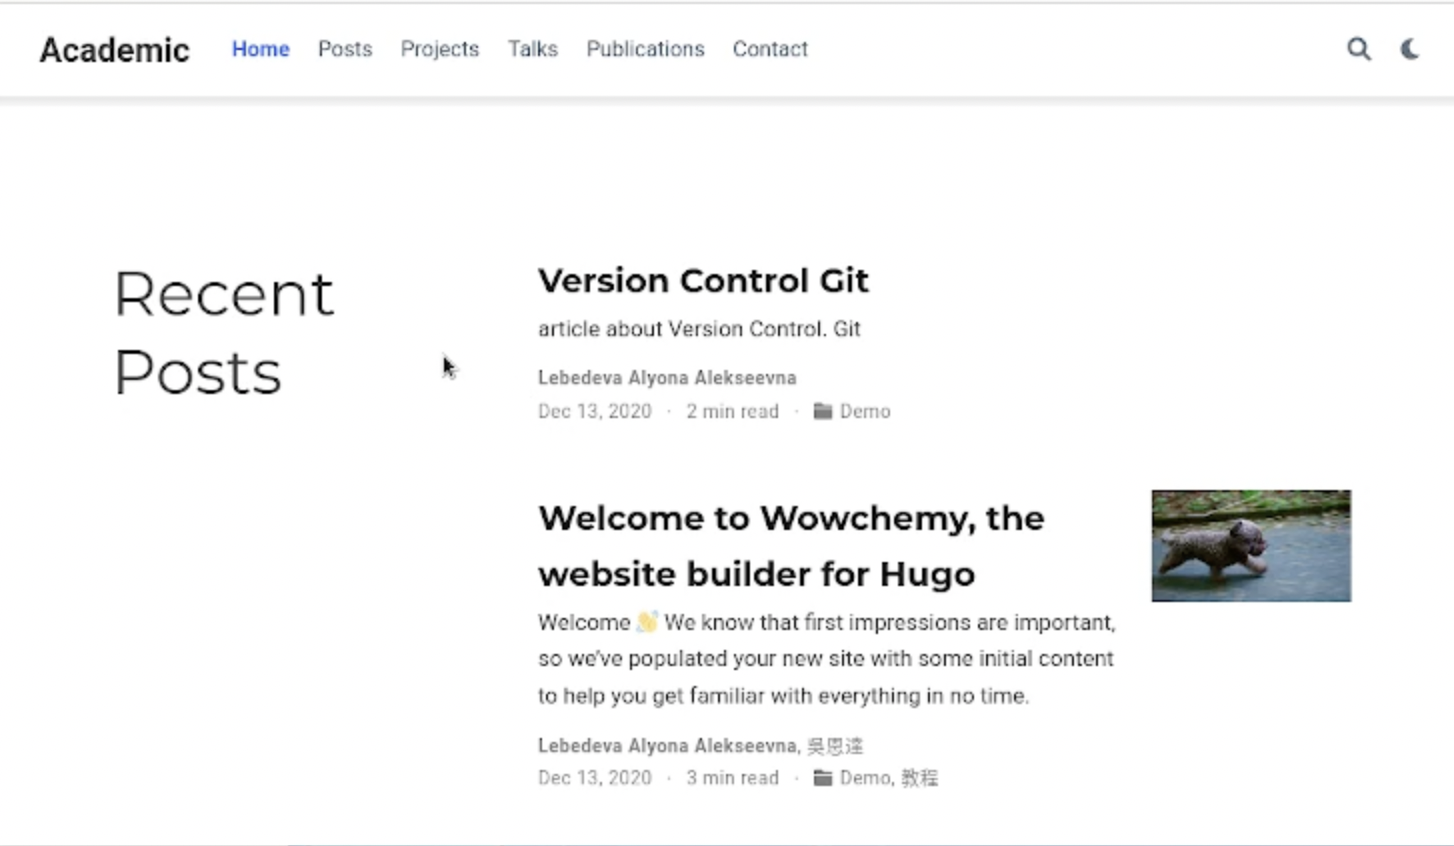 Academic Home Posts Projects Talks Publications Contact
Recent
Posts
Version Control Git
article about Version Control. Git
Lebedeva Alyona Alekseevna
Dec 13, 2020 · 2 min read · Demo
Welcome to Wowchemy, the
website builder for Hugo
Welcome 👋 We know that first impressions are important,
so we've populated your new site with some initial content
to help you get familiar with everything in no time.
Lebedeva Alyona Alekseevna, 吳恩達
Dec 13, 2020 · 3 min read · Demo, 教程